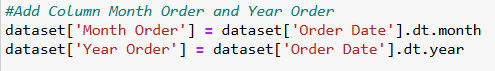 #Add Column Month Order and Year Order
dataset['Month Order'] = dataset['Order Date'].dt.month
dataset['Year Order'] = dataset['Order Date'].dt.year